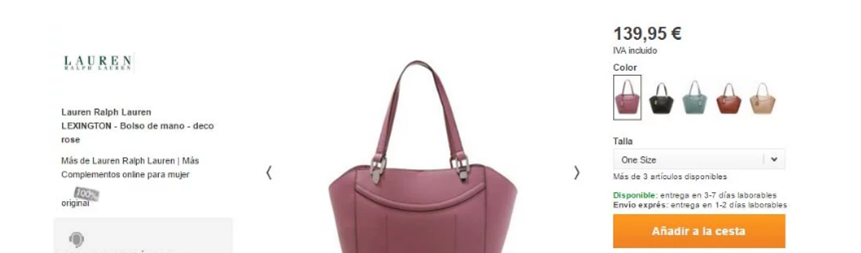 LAUREN
RALPH LAUREN
Lauren Ralph Lauren
LEXINGTON - Bolso de mano - deco
rose
Más de Lauren Ralph Lauren | Más
Complementos online para mujer
100%
original
139,95 €
IVA incluido
Color
Talla
One Size
Más de 3 artículos disponibles
Disponible: entrega en 3-7 días laborables
Envío exprés: entrega en 1-2 días laborables
Añadir a la cesta